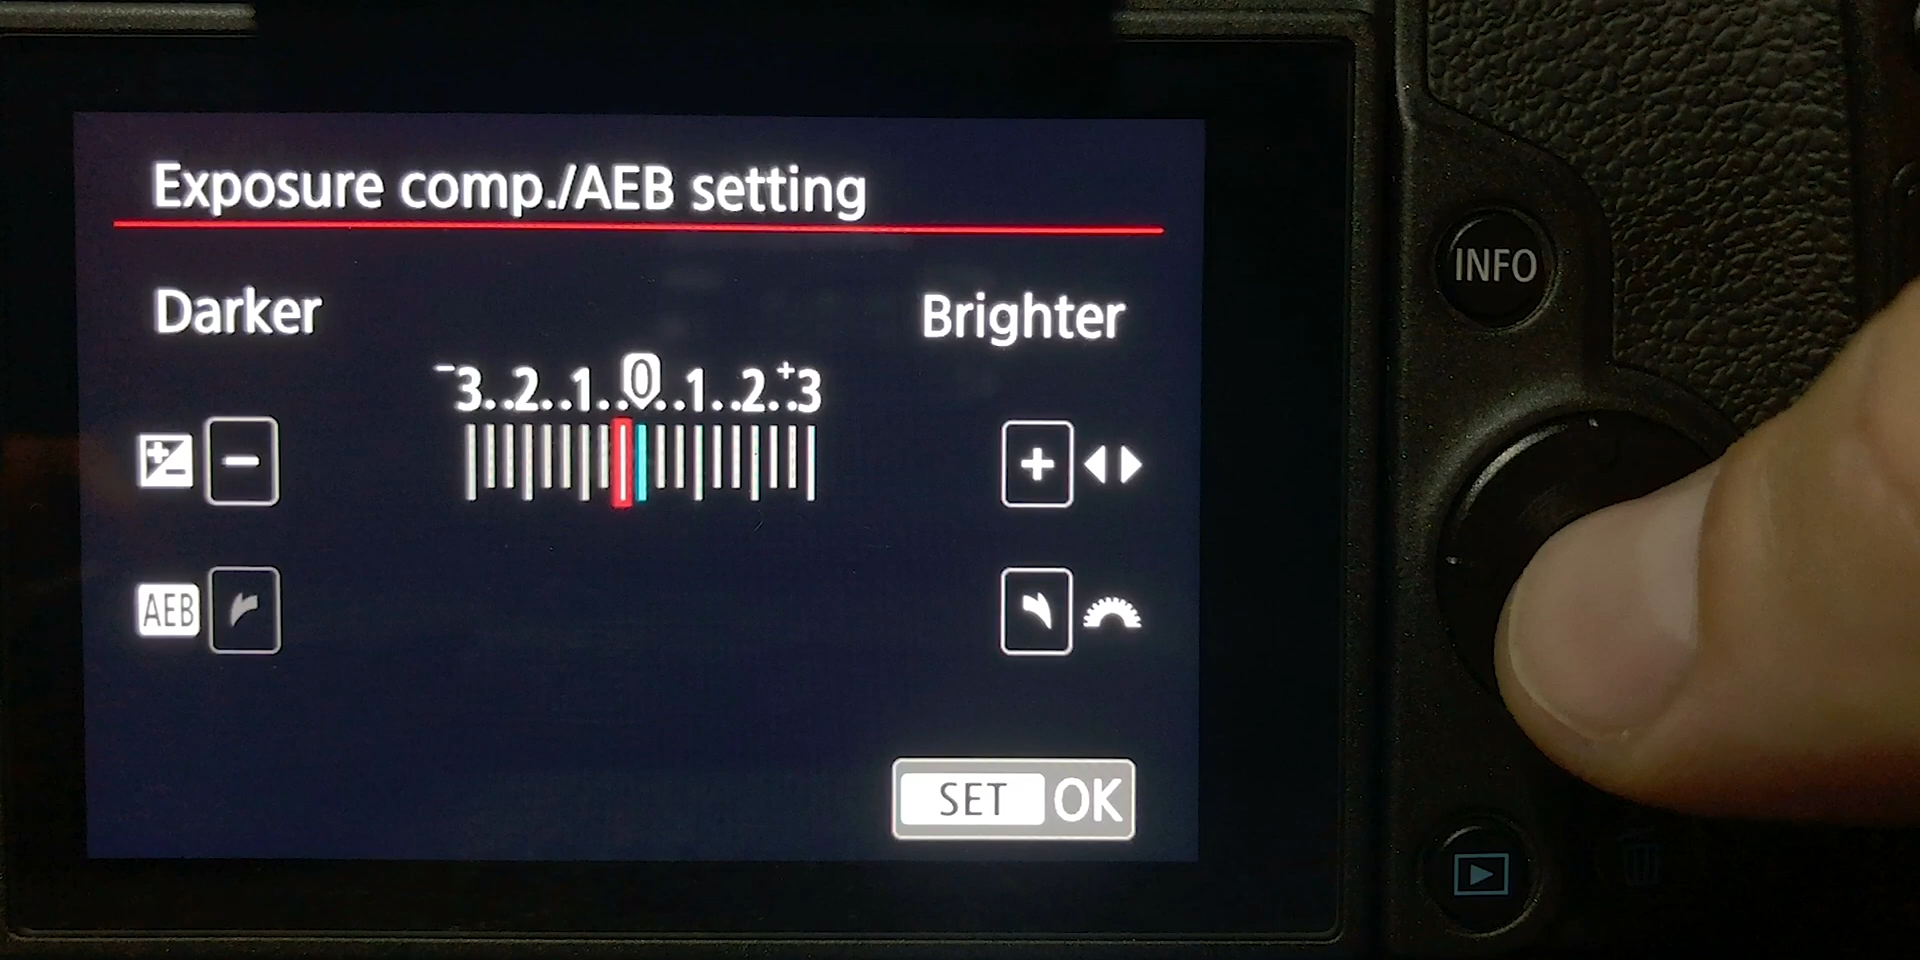 Exposure comp./AEB setting
Darker
Brighter
INFO
-3..2..1..0..1..2..+3
−
+
AEB
SET OK